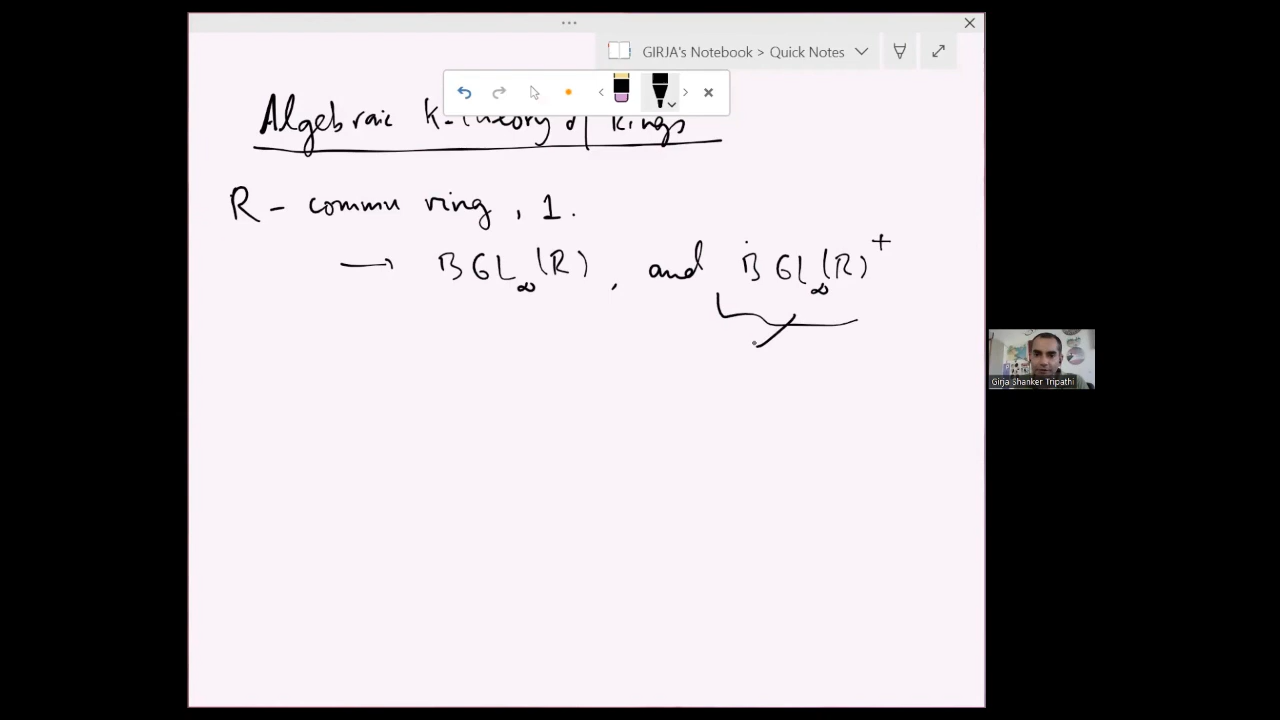 GIRJA's Notebook > Quick Notes
Algebraic K-theory of Rings
R - commu ring, 1.
→ BGL∞(R), and BGL∞(R)⁺
Girja Shanker Tripathi